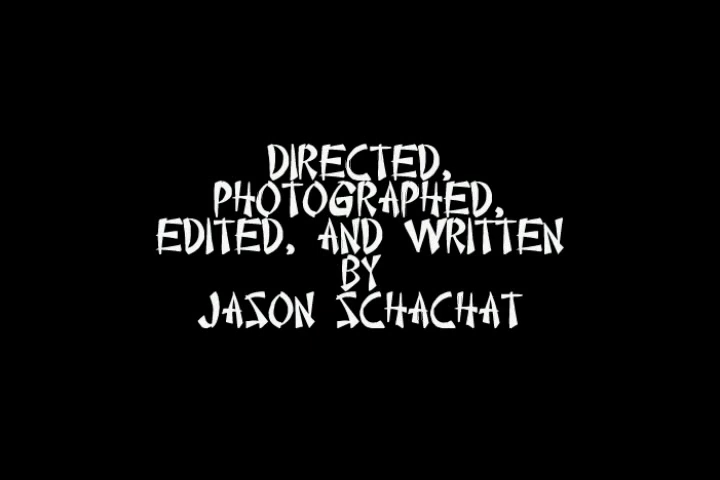 DIRECTED,
PHOTOGRAPHED,
EDITED, AND WRITTEN
BY
JASON SCHACHAT